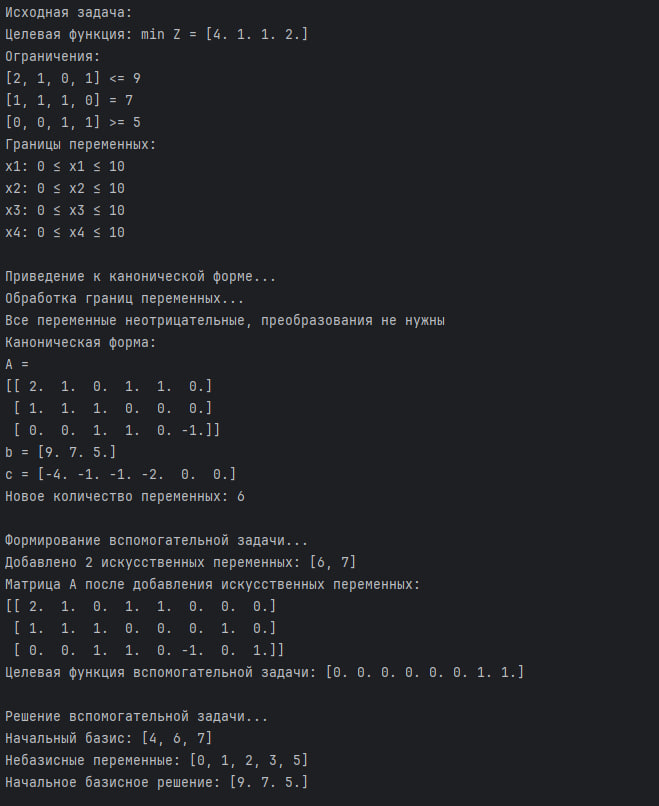 Исходная задача:
Целевая функция: min Z = [4. 1. 1. 2.]
Ограничения:
[2, 1, 0, 1] <= 9
[1, 1, 1, 0] = 7
[0, 0, 1, 1] >= 5
Границы переменных:
x1: 0 ≤ x1 ≤ 10
x2: 0 ≤ x2 ≤ 10
x3: 0 ≤ x3 ≤ 10
x4: 0 ≤ x4 ≤ 10

Приведение к канонической форме...
Обработка границ переменных...
Все переменные неотрицательные, преобразования не нужны
Каноническая форма:
A =
[[ 2.  1.  0.  1.  1.  0.]
 [ 1.  1.  1.  0.  0.  0.]
 [ 0.  0.  1.  1.  0. -1.]]
b = [9. 7. 5.]
c = [-4. -1. -1. -2.  0.  0.]
Новое количество переменных: 6

Формирование вспомогательной задачи...
Добавлено 2 искусственных переменных: [6, 7]
Матрица A после добавления искусственных переменных:
[[ 2.  1.  0.  1.  1.  0.  0.  0.]
 [ 1.  1.  1.  0.  0.  0.  1.  0.]
 [ 0.  0.  1.  1.  0. -1.  0.  1.]]
Целевая функция вспомогательной задачи: [0. 0. 0. 0. 0. 0. 1. 1.]

Решение вспомогательной задачи...
Начальный базис: [4, 6, 7]
Небазисные переменные: [0, 1, 2, 3, 5]
Начальное базисное решение: [9. 7. 5.]